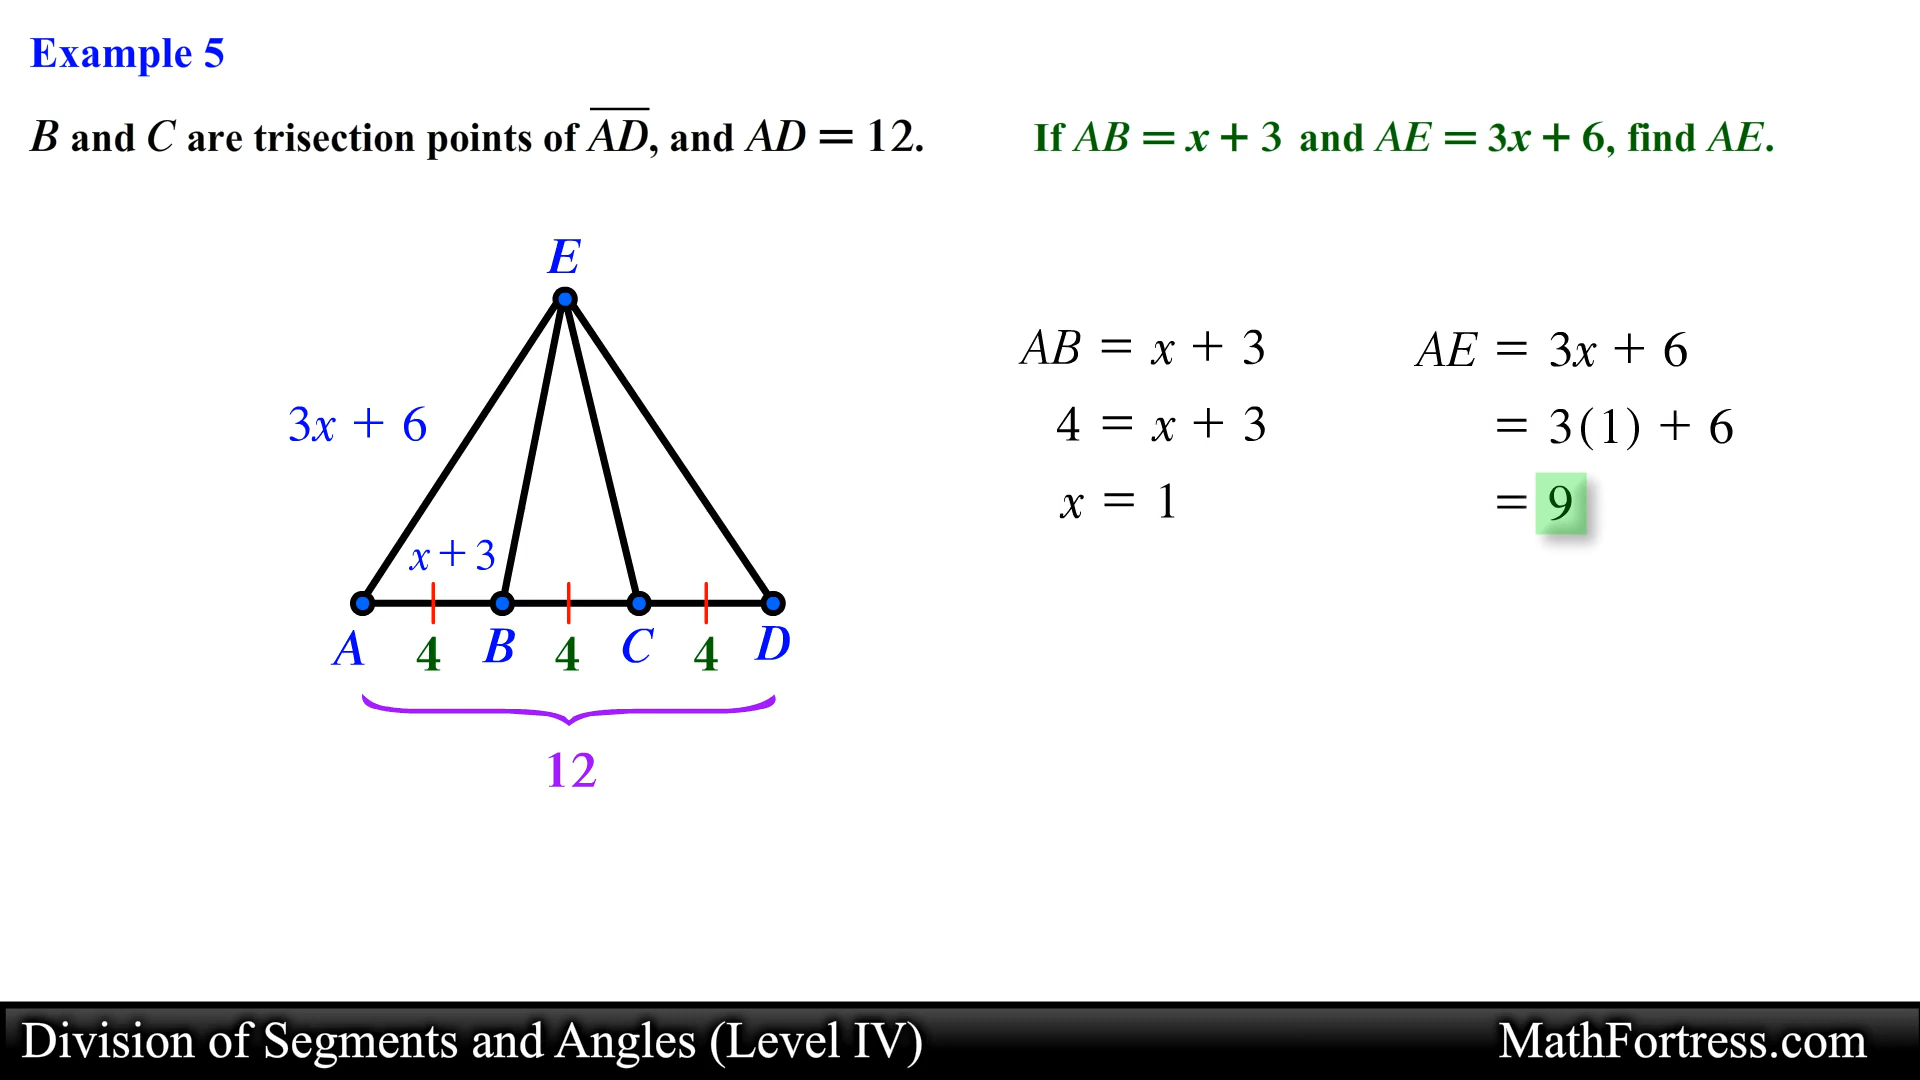 Example 5
B and C are trisection points of A̅D̅, and AD = 12.
If AB = x + 3 and AE = 3x + 6, find AE.
E
3x + 6
x + 3
A 4 B 4 C 4 D
12
AB = x + 3
4 = x + 3
x = 1
AE = 3x + 6
= 3(1) + 6
= 9
Division of Segments and Angles (Level IV)
MathFortress.com